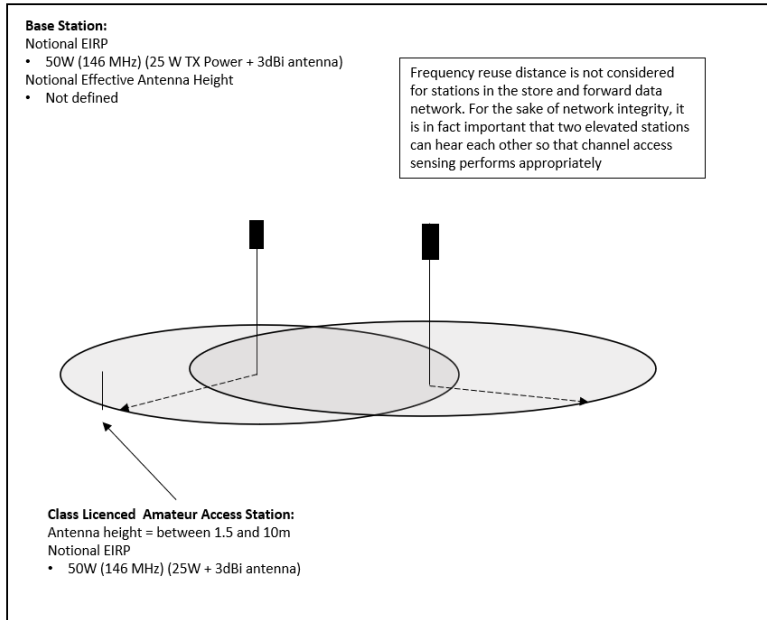 Base Station:
Notional EIRP
• 50W (146 MHz) (25 W TX Power + 3dBi antenna)
Notional Effective Antenna Height
• Not defined
Frequency reuse distance is not considered
for stations in the store and forward data
network. For the sake of network integrity, it
is in fact important that two elevated stations
can hear each other so that channel access
sensing performs appropriately
Class Licenced  Amateur Access Station:
Antenna height = between 1.5 and 10m
Notional EIRP
• 50W (146 MHz) (25W + 3dBi antenna)